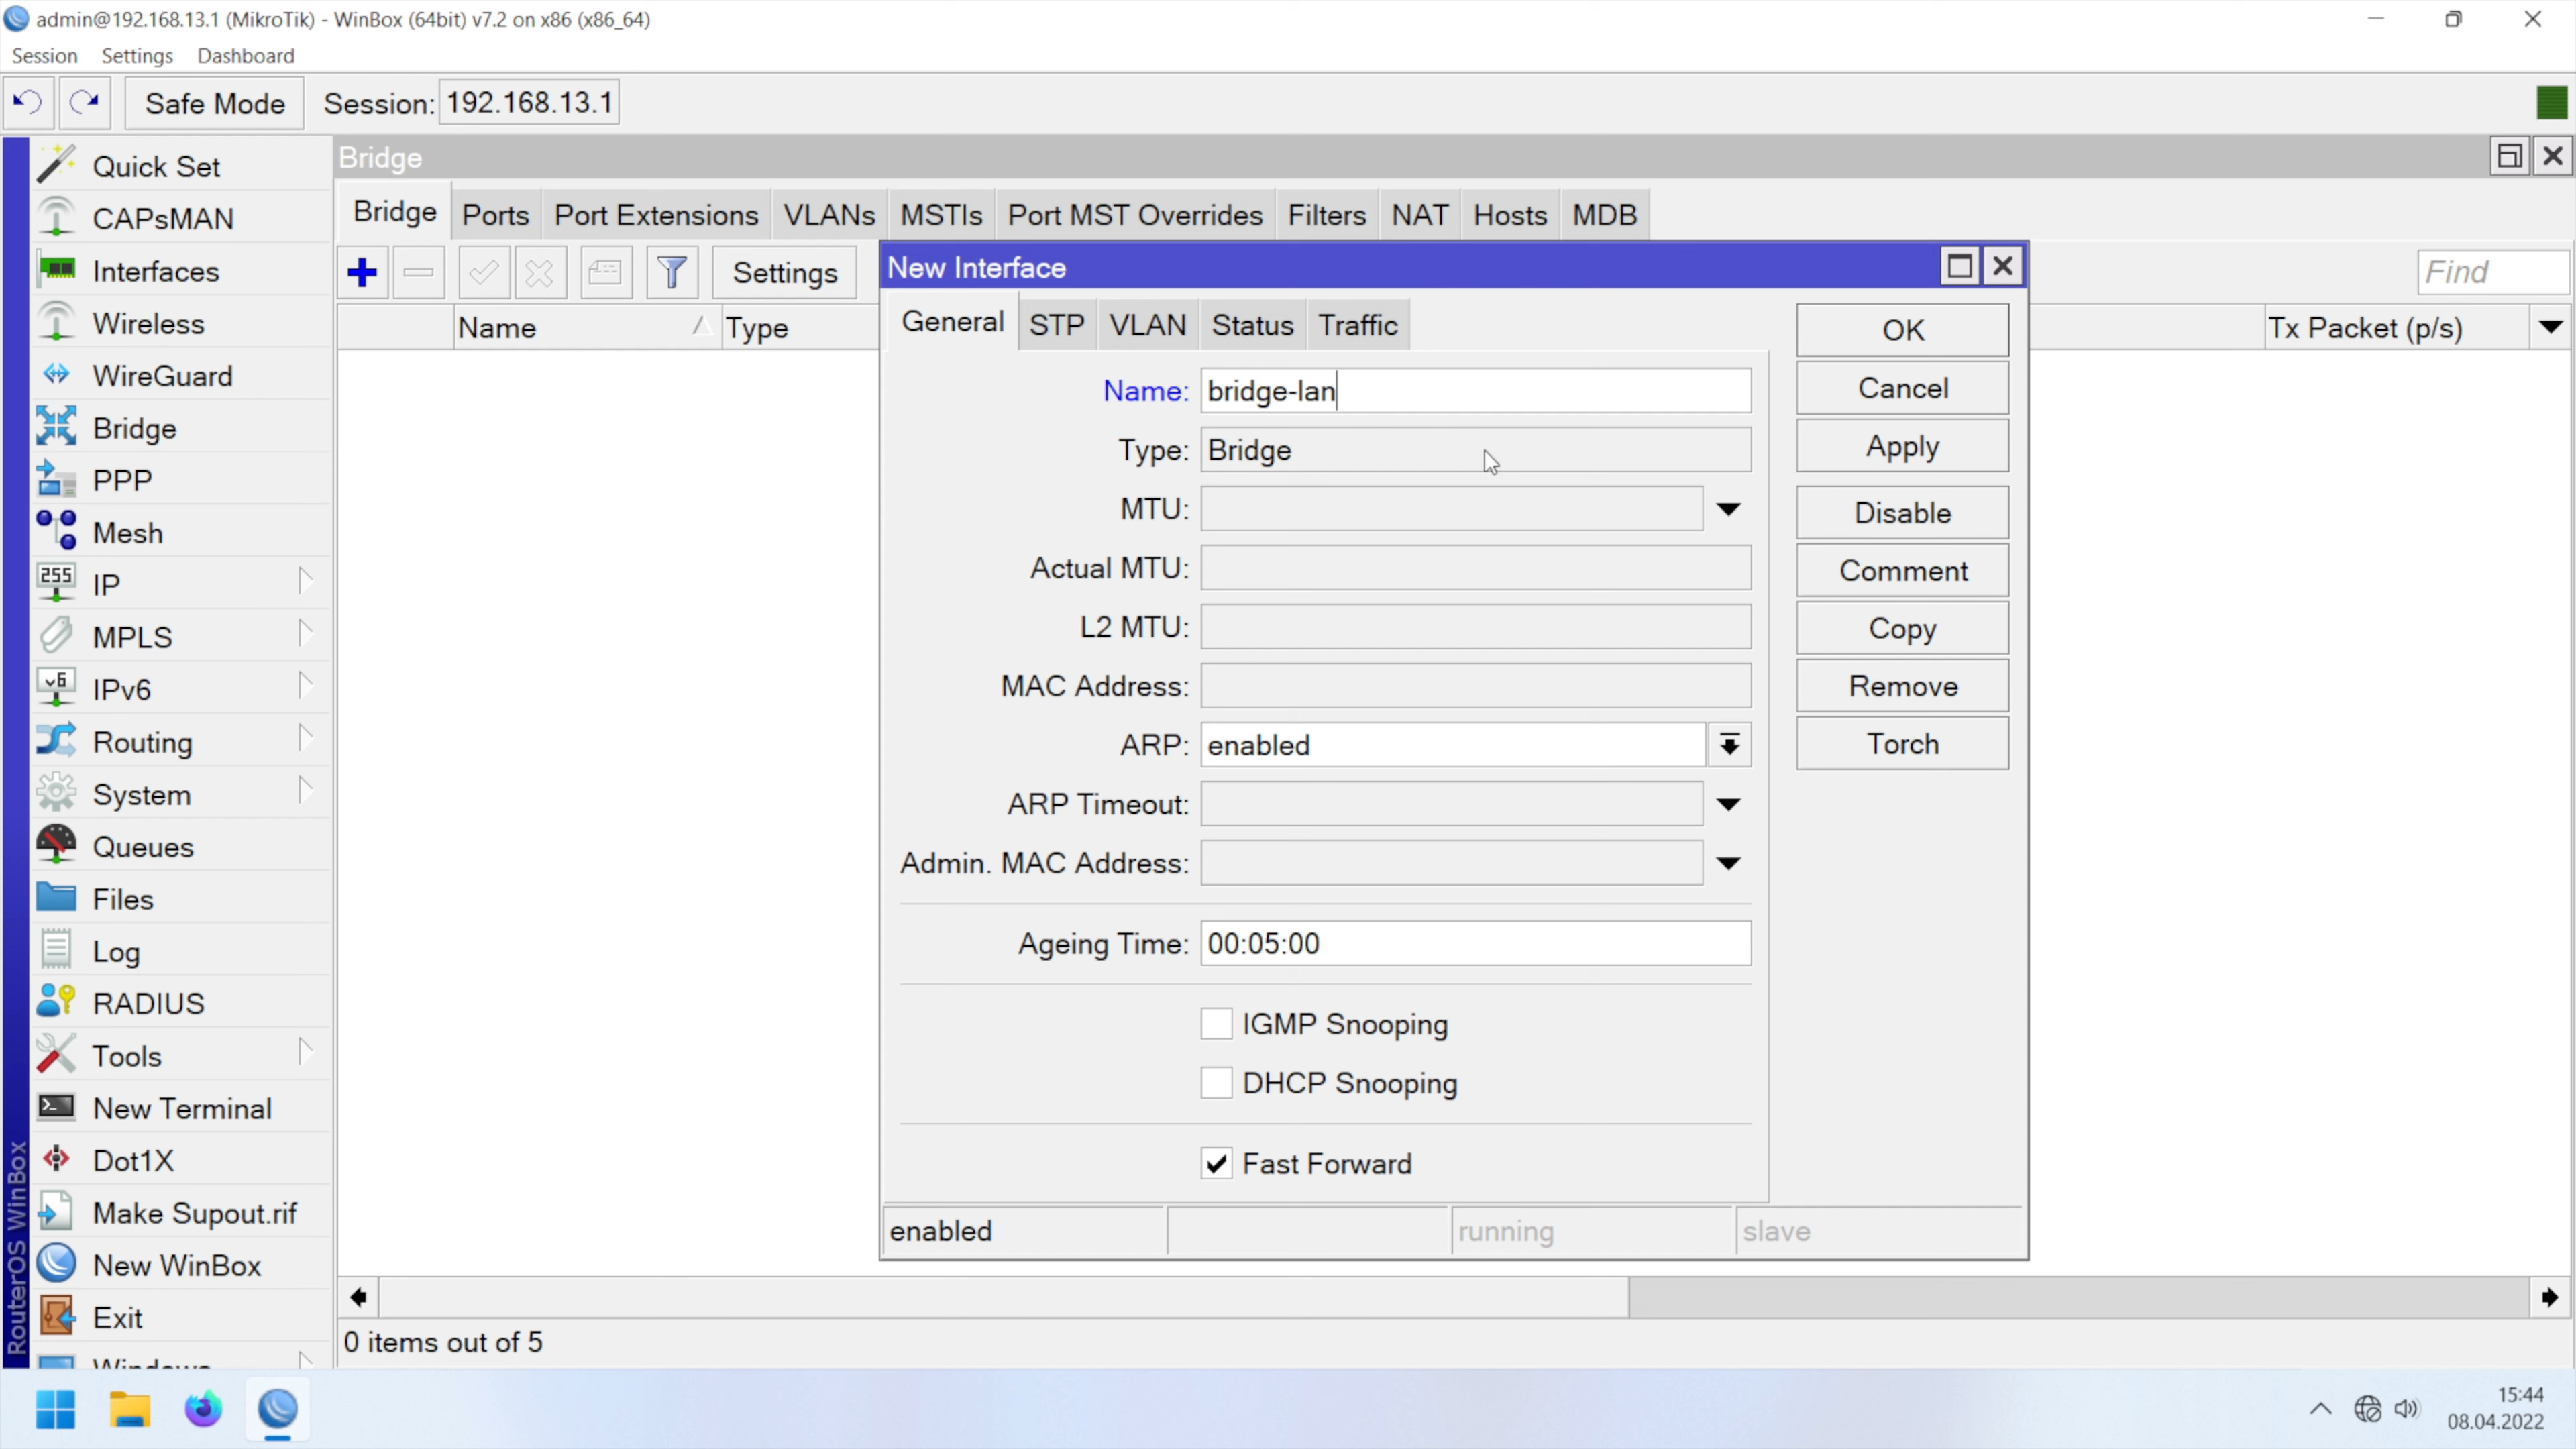 admin@192.168.13.1 (MikroTik) - WinBox (64bit) v7.2 on x86 (x86_64)
Session Settings Dashboard
Safe Mode Session: 192.168.13.1
Quick Set
CAPsMAN
Interfaces
Wireless
WireGuard
Bridge
PPP
Mesh
255 IP
MPLS
v6 IPv6
Routing
System
Queues
Files
Log
RADIUS
Tools
New Terminal
Dot1X
Make Supout.rif
New WinBox
Exit
Windows
RouterOS WinBox
Bridge
Bridge Ports Port Extensions VLANs MSTIs Port MST Overrides Filters NAT Hosts MDB
Settings Find
Name Type Tx Packet (p/s)
New Interface
General STP VLAN Status Traffic
Name: bridge-lan
Type: Bridge
MTU:
Actual MTU:
L2 MTU:
MAC Address:
ARP: enabled
ARP Timeout:
Admin. MAC Address:
Ageing Time: 00:05:00
IGMP Snooping
DHCP Snooping
Fast Forward
OK
Cancel
Apply
Disable
Comment
Copy
Remove
Torch
enabled running slave
0 items out of 5
15:44
08.04.2022